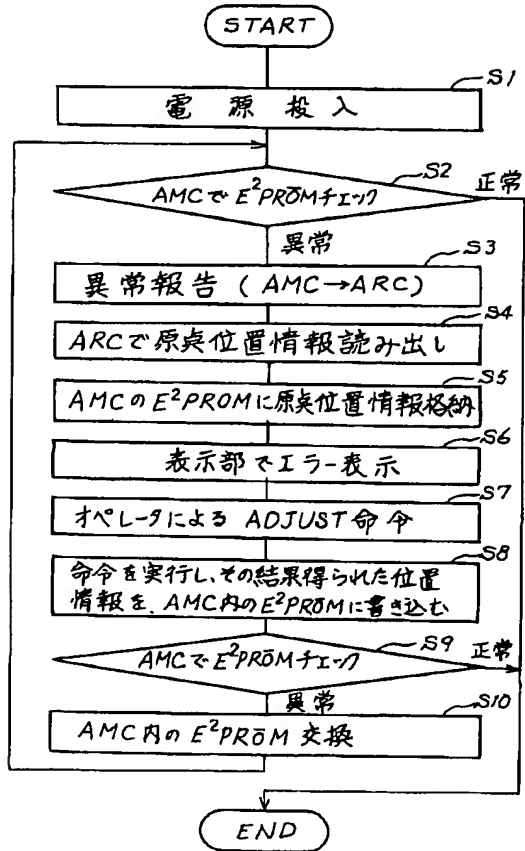 START
S1
電源投入
S2
AMCでE²PRŌMチェック
正常
異常
S3
異常報告(AMC→ARC)
S4
ARCで原点位置情報読み出し
S5
AMCのE²PROMに原点位置情報格納
S6
表示部でエラー表示
S7
オペレータによるADJUST命令
S8
命令を実行し、その結果得られた位置
情報を、AMC内のE²PRŌMに書き込む
S9
AMCでE²PRŌMチェック
正常
異常
S10
AMC内のE²PRŌM交換
END